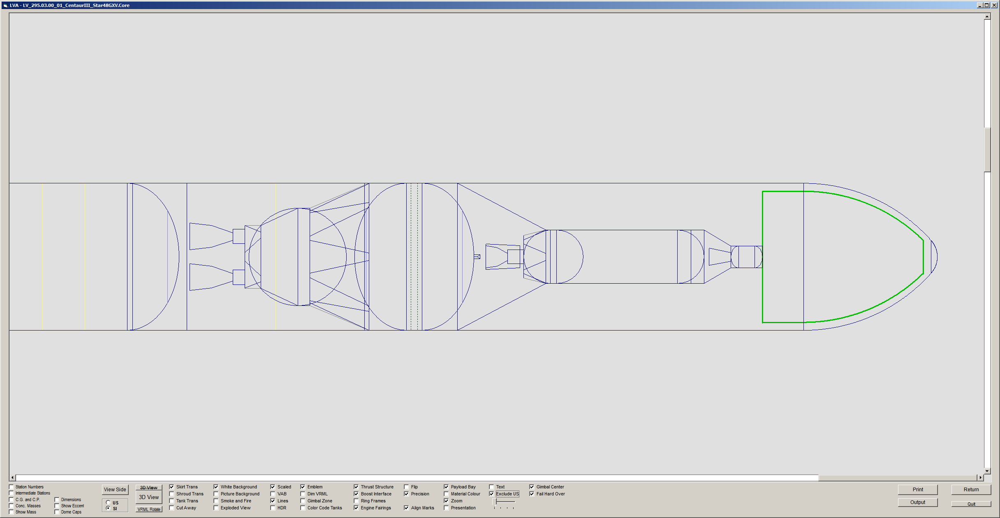 LVA - LV_295.03.00_01_CentaurIII_Star48GXV.Core
Station Numbers
Intermediate Stations
C.G. and C.P.
Conc. Masses
Show Mass
Dimensions
Show Eccent
Dome Caps
View Side
US
SI
3D View
3D View
VRML Rotate
Skirt Trans
Shroud Trans
Tank Trans
Cut Away
White Background
Picture Background
Smoke and Fire
Exploded View
Scaled
VAB
Lines
HDR
Emblem
Dim VRML
Gimbal Zone
Color Code Tanks
Thrust Structure
Boost Interface
Ring Frames
Engine Fairings
Flip
Precision
Align Marks
Payload Bay
Material Colour
Zoom
Presentation
Text
Exclude US
Gimbal Center
Fail Hard Over
Print
Output
Return
Quit